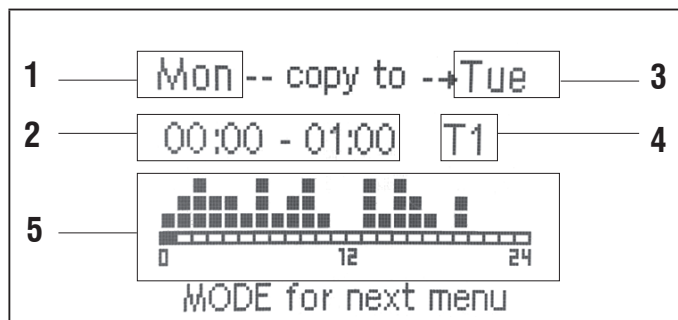 1 Mon -- copy to --→ Tue 3
2 00:00 - 01:00 T1 4
5
0 12 24
MODE for next menu